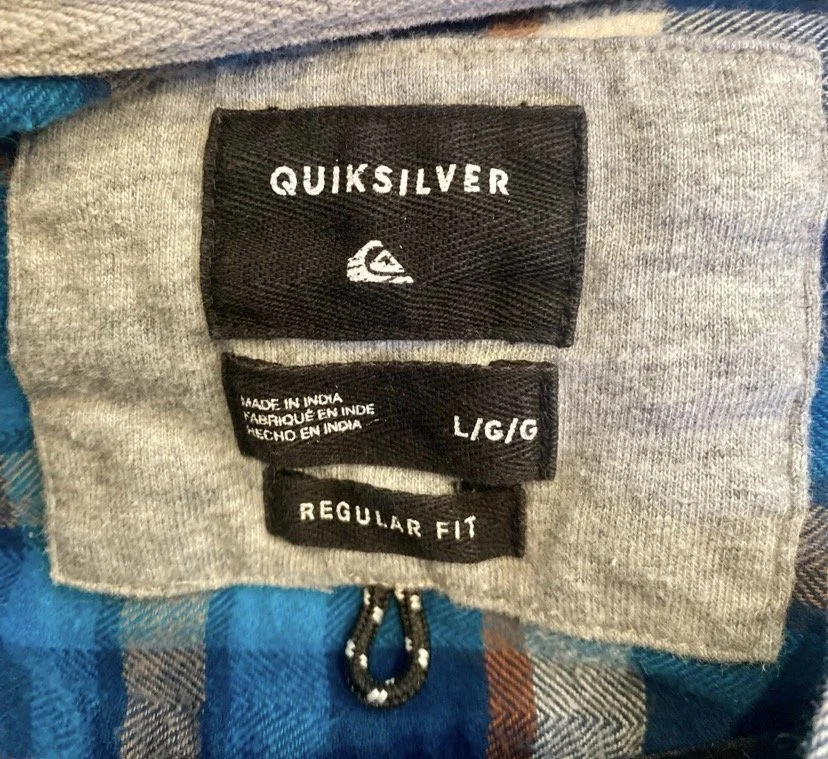 QUIKSILVER
MADE IN INDIA
FABRIQUÉ EN INDE
HECHO EN INDIA
L/G/G
REGULAR FIT